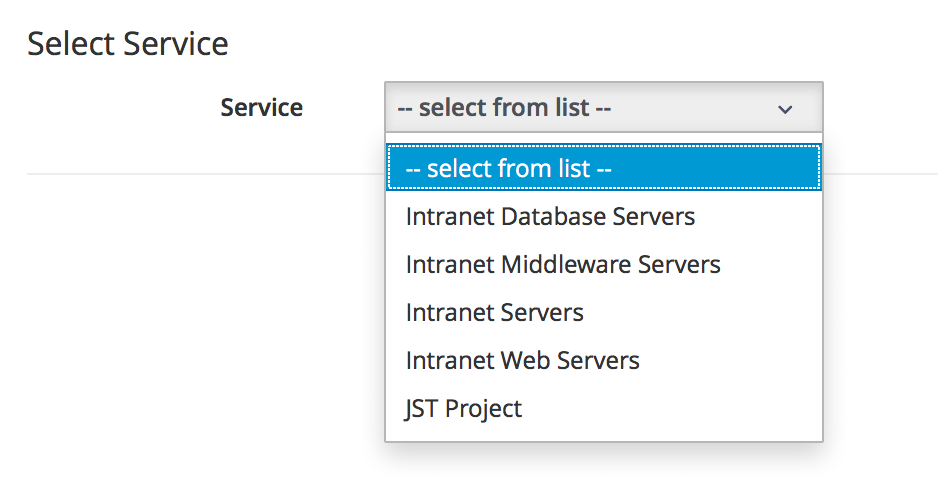 Select Service
Service
-- select from list --
-- select from list --
Intranet Database Servers
Intranet Middleware Servers
Intranet Servers
Intranet Web Servers
JST Project